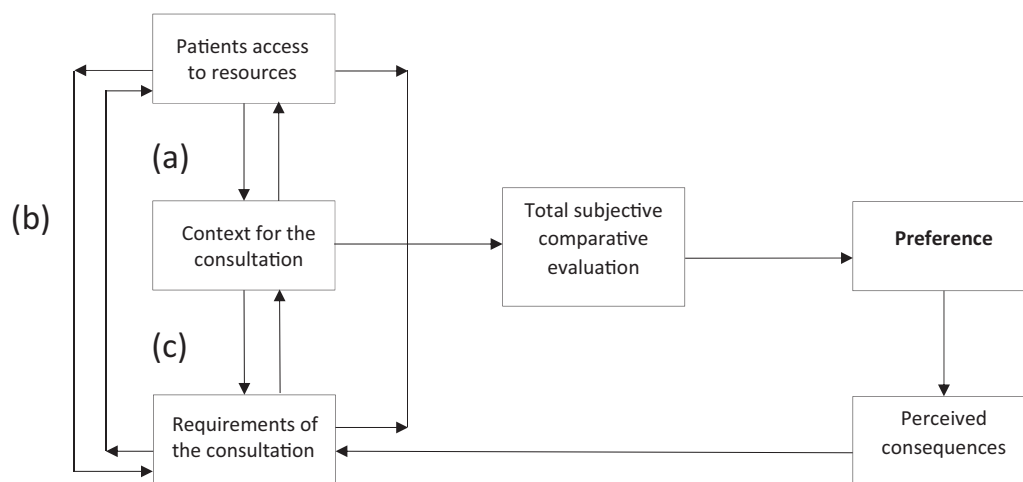 Patients access
to resources
(a)
(b)
Context for the
consultation
Total subjective
comparative
evaluation
Preference
(c)
Requirements of
the consultation
Perceived
consequences